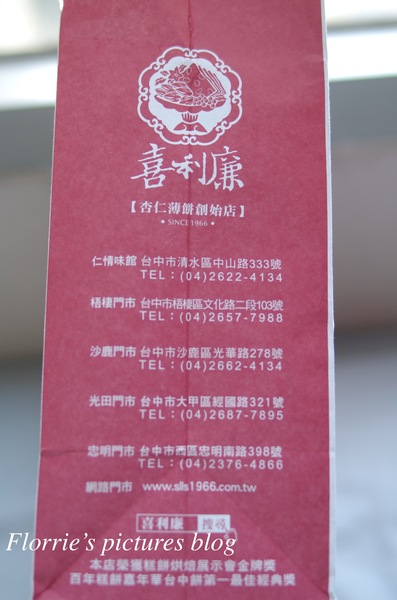 喜利廉
【杏仁薄餅創始店】
• SINCE1966 •
仁情味館 台中市清水區中山路333號
TEL：(04)2622-4134
梧棲門市 台中市梧棲區文化路二段103號
TEL：(04)2657-7988
沙鹿門市 台中市沙鹿區光華路278號
TEL：(04)2662-4134
光田門市 台中市大甲區經國路321號
TEL：(04)2687-7895
忠明門市 台中市西區忠明南路398號
TEL：(04)2376-4866
網路門市 www.slls1966.com.tw
喜利廉 搜尋
Florrie's pictures blog
本店榮獲糕餅烘焙展示會金牌獎
百年糕餅嘉年華台中餅第一最佳經典獎